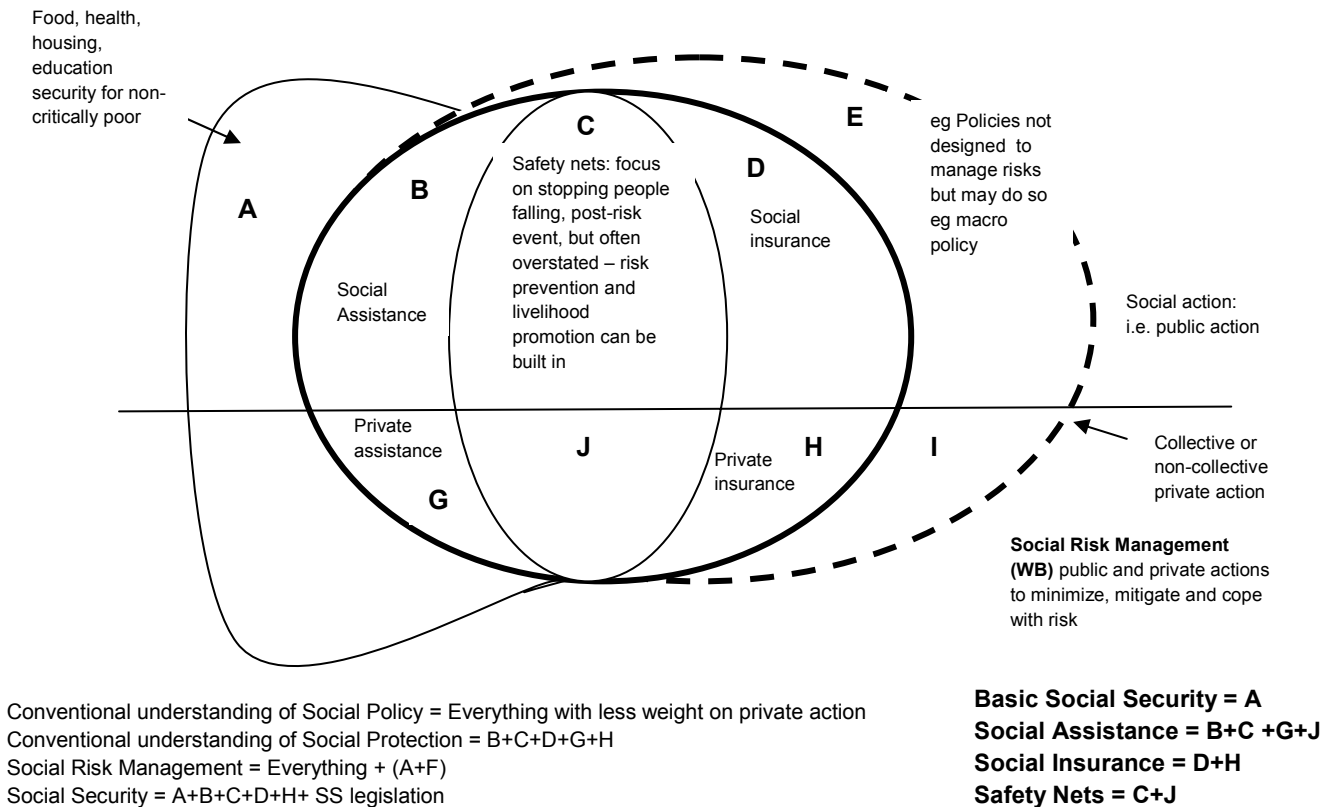 Food, health,
housing,
education
security for non-
critically poor
A
B
Social
Assistance
C
Safety nets: focus
on stopping people
falling, post-risk
event, but often
overstated – risk
prevention and
livelihood
promotion can be
built in
D
Social
insurance
E
eg Policies not
designed to
manage risks
but may do so
eg macro
policy
Social action:
i.e. public action
Private
assistance
G
J
Private
insurance
H
I
Collective or
non-collective
private action
Social Risk Management
(WB) public and private actions
to minimize, mitigate and cope
with risk
Conventional understanding of Social Policy = Everything with less weight on private action
Conventional understanding of Social Protection = B+C+D+G+H
Social Risk Management = Everything + (A+F)
Social Security = A+B+C+D+H+ SS legislation
Basic Social Security = A
Social Assistance = B+C +G+J
Social Insurance = D+H
Safety Nets = C+J